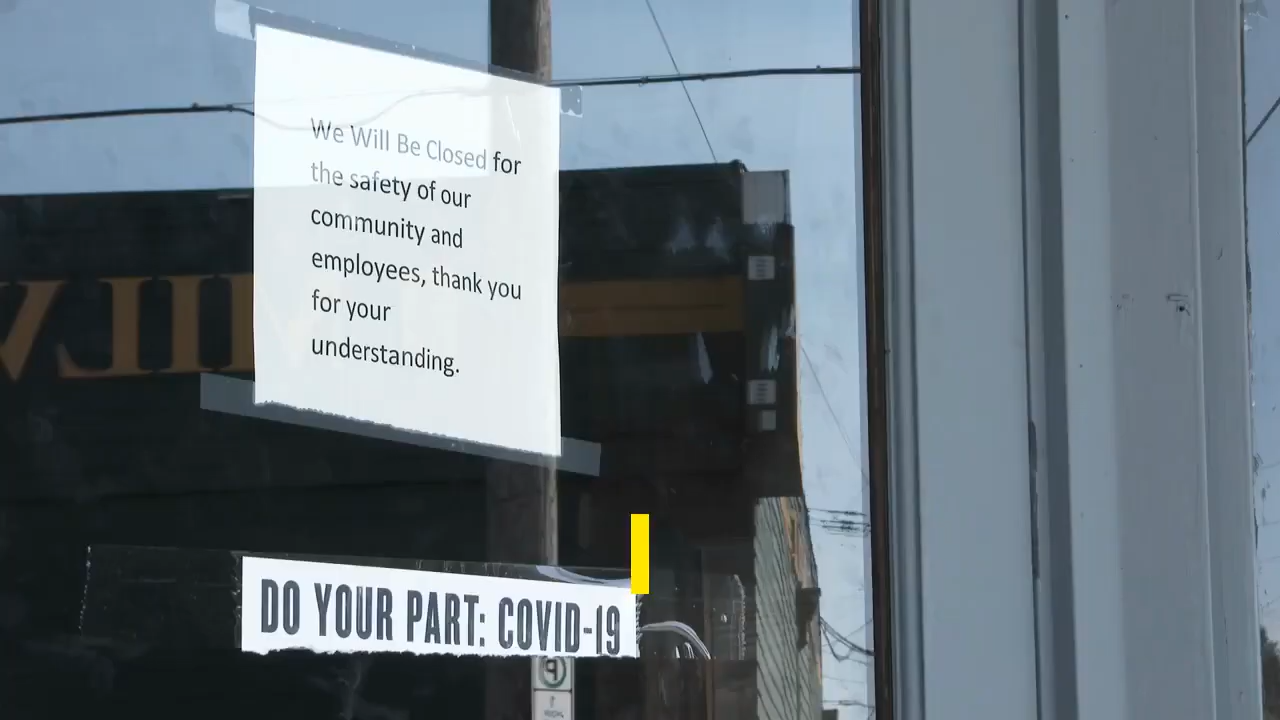 We Will Be Closed for
the safety of our
community and
employees, thank you
for your
understanding.
DO YOUR PART: COVID-19